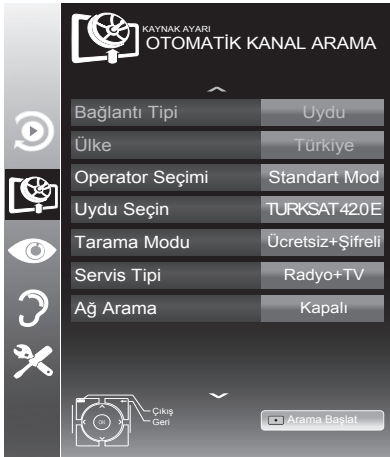 KAYNAK AYARI
OTOMATİK KANAL ARAMA
Bağlantı Tipi Uydu
Ülke Türkiye
Operator Seçimi Standart Mod
Uydu Seçin TURKSAT 42.0 E
Tarama Modu Ücretsiz+Şifreli
Servis Tipi Radyo+TV
Ağ Arama Kapalı
OK
Çıkış
Geri
Arama Başlat